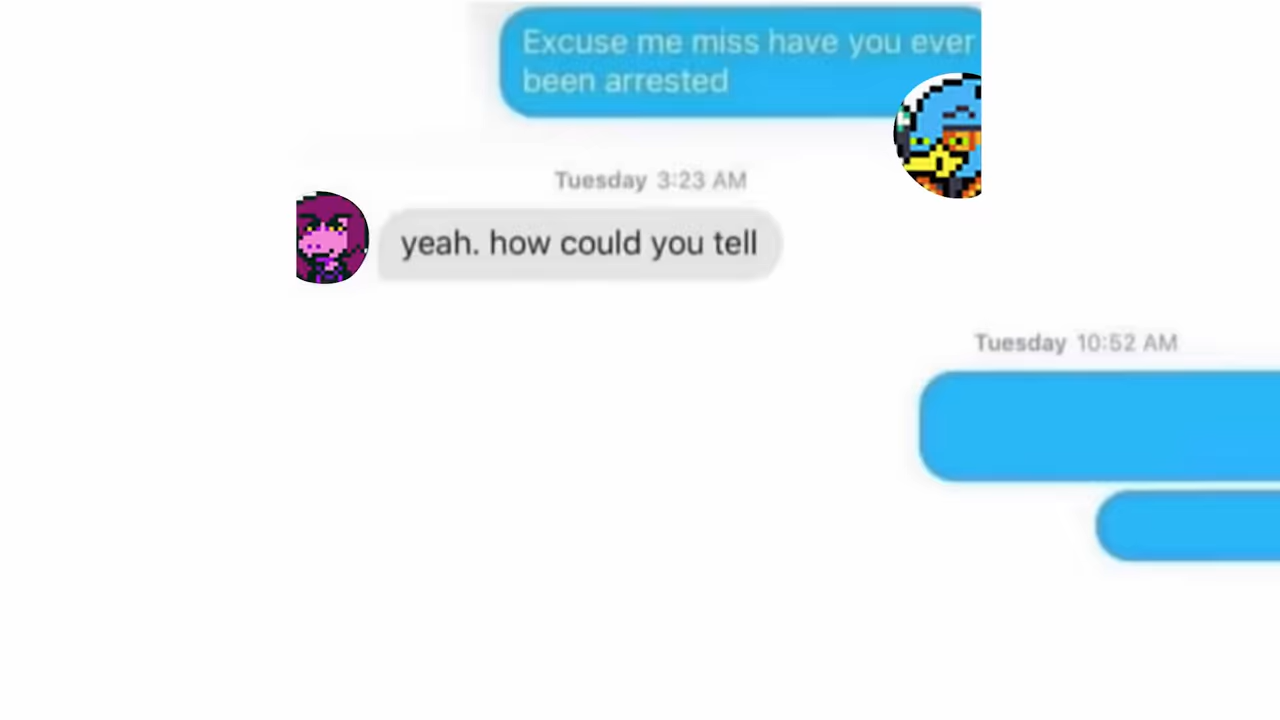 Excuse me miss have you ever
been arrested
Tuesday 3:23 AM
yeah. how could you tell
Tuesday 10:52 AM